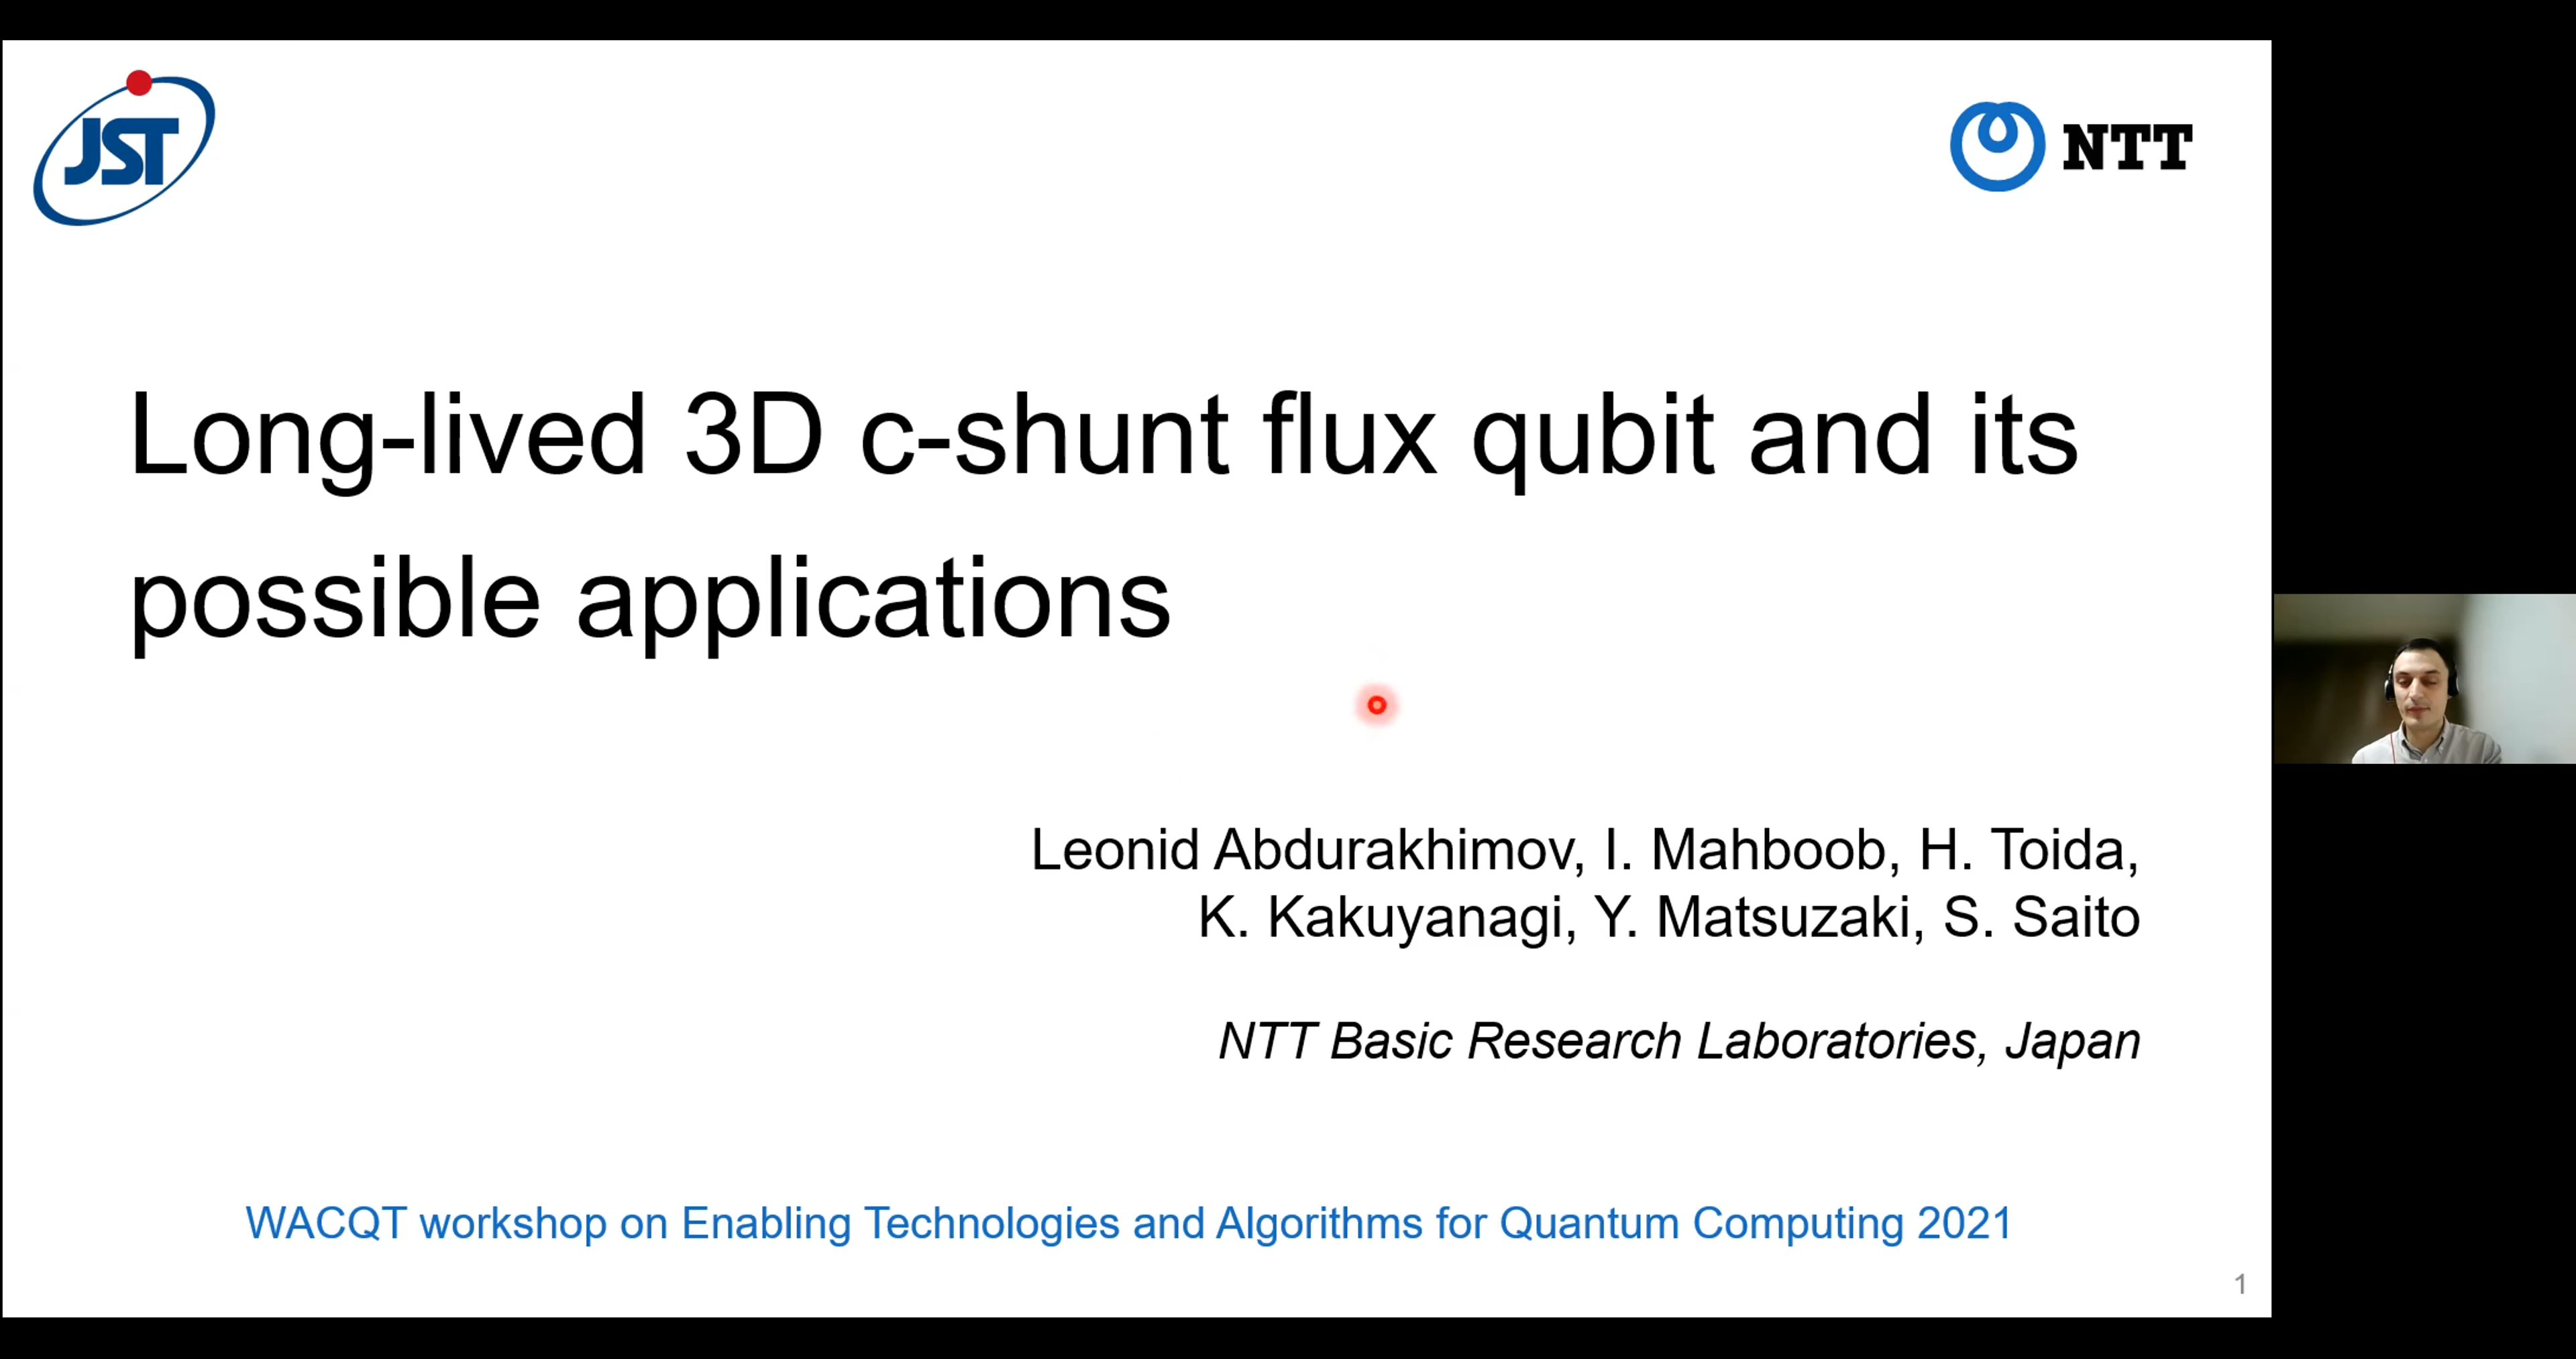 JST
NTT
Long-lived 3D c-shunt flux qubit and its
possible applications
Leonid Abdurakhimov, I. Mahboob, H. Toida,
K. Kakuyanagi, Y. Matsuzaki, S. Saito
NTT Basic Research Laboratories, Japan
WACQT workshop on Enabling Technologies and Algorithms for Quantum Computing 2021
1